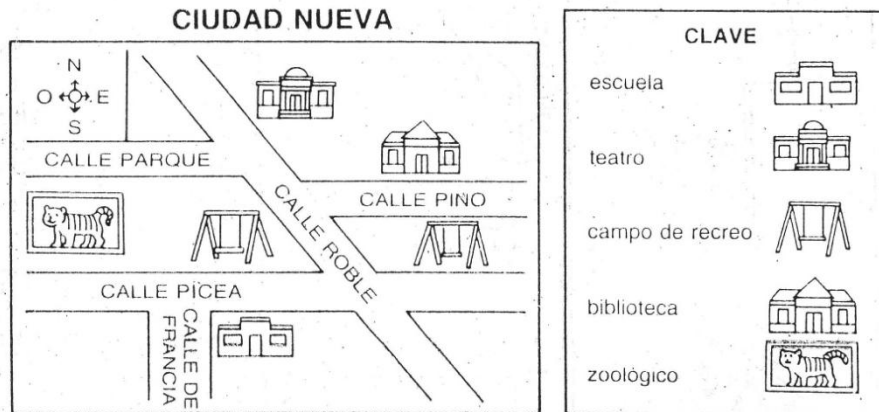 CIUDAD NUEVA
N
O E
S
CALLE PARQUE
CALLE PINO
CALLE ROBLE
CALLE PICEA
CALLE DE
FRANCIA
CLAVE
escuela
teatro
campo de recreo
biblioteca
zoológico